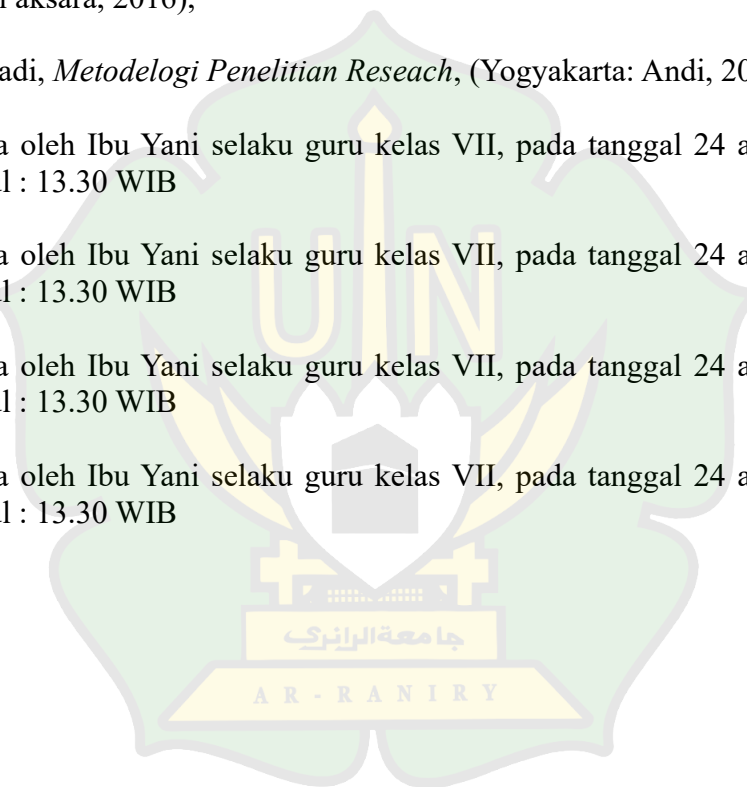 aksara, 2016),
adi, Metodelogi Penelitian Reseach, (Yogyakarta: Andi, 20
a oleh Ibu Yani selaku guru kelas VII, pada tanggal 24 a
l : 13.30 WIB
a oleh Ibu Yani selaku guru kelas VII, pada tanggal 24 a
l : 13.30 WIB
a oleh Ibu Yani selaku guru kelas VII, pada tanggal 24 a
l : 13.30 WIB
a oleh Ibu Yani selaku guru kelas VII, pada tanggal 24 a
l : 13.30 WIB
UIN
جامعة الرانري
AR-RANIRY